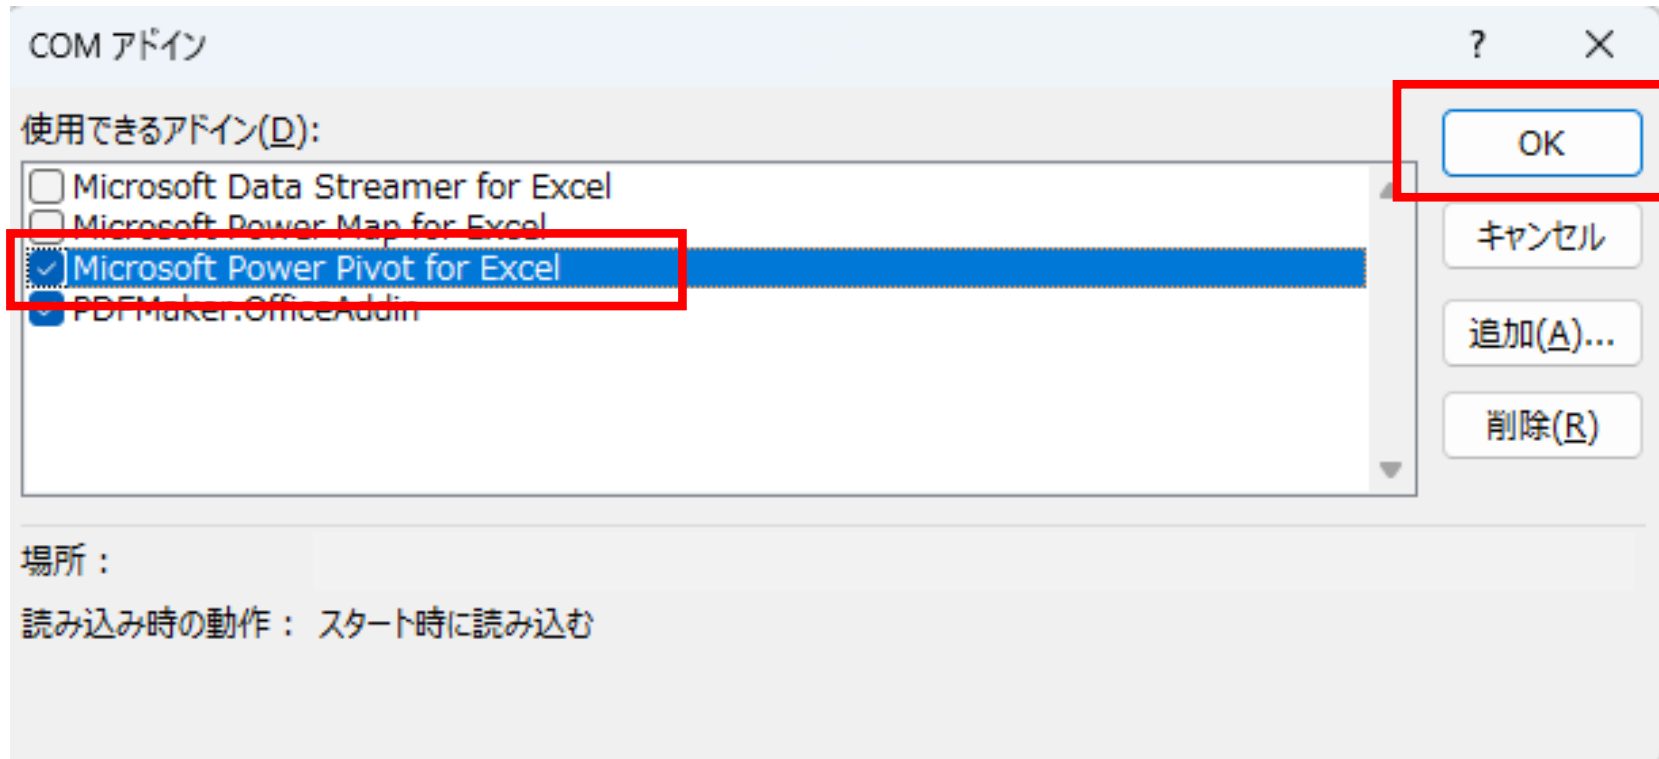 COM アドイン
?
使用できるアドイン(D):
Microsoft Data Streamer for Excel
Microsoft Power Map for Excel
Microsoft Power Pivot for Excel
PDFMaker.OfficeAddin
OK
キャンセル
追加(A)...
削除(R)
場所：
読み込み時の動作： スタート時に読み込む